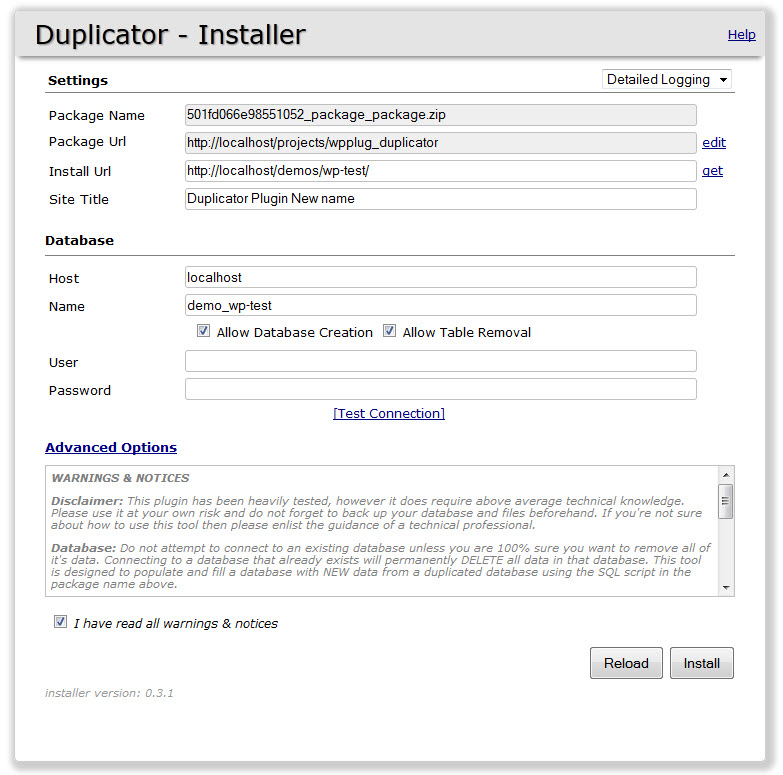 Duplicator - Installer
Help
Settings
Detailed Logging
Package Name 501fd066e98551052_package_package.zip
Package Url http://localhost/projects/wpplug_duplicator edit
Install Url http://localhost/demos/wp-test/ get
Site Title Duplicator Plugin New name
Database
Host localhost
Name demo_wp-test
Allow Database Creation Allow Table Removal
User
Password
[Test Connection]
Advanced Options
WARNINGS & NOTICES
Disclaimer: This plugin has been heavily tested, however it does require above average technical knowledge.
Please use it at your own risk and do not forget to back up your database and files beforehand. If you're not sure
about how to use this tool then please enlist the guidance of a technical professional.
Database: Do not attempt to connect to an existing database unless you are 100% sure you want to remove all of
it's data. Connecting to a database that already exists will permanently DELETE all data in that database. This tool
is designed to populate and fill a database with NEW data from a duplicated database using the SQL script in the
package name above.
I have read all warnings & notices
Reload Install
installer version: 0.3.1